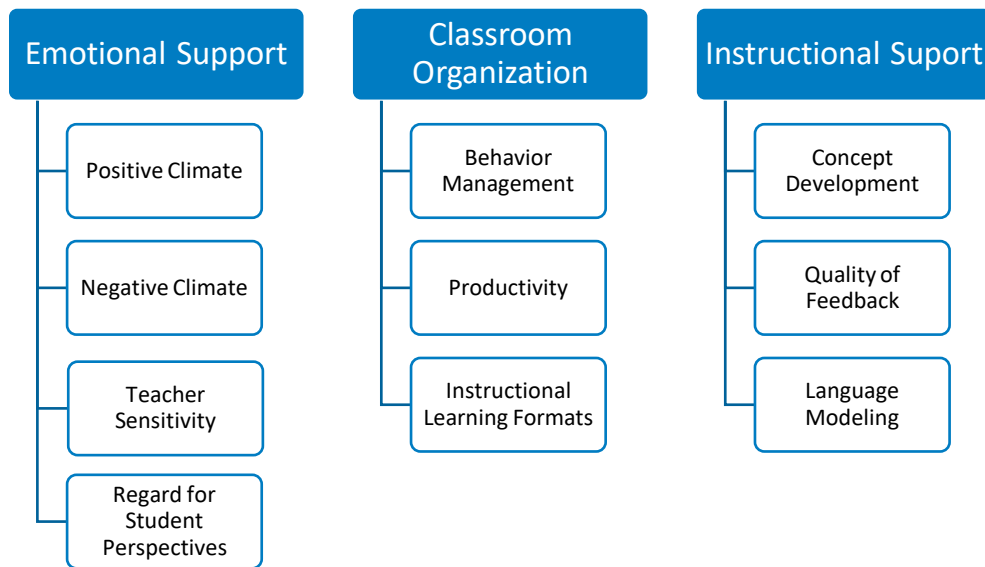 Emotional Support
Positive Climate
Negative Climate
Teacher
Sensitivity
Regard for
Student
Perspectives
Classroom
Organization
Behavior
Management
Productivity
Instructional
Learning Formats
Instructional Suport
Concept
Development
Quality of
Feedback
Language
Modeling